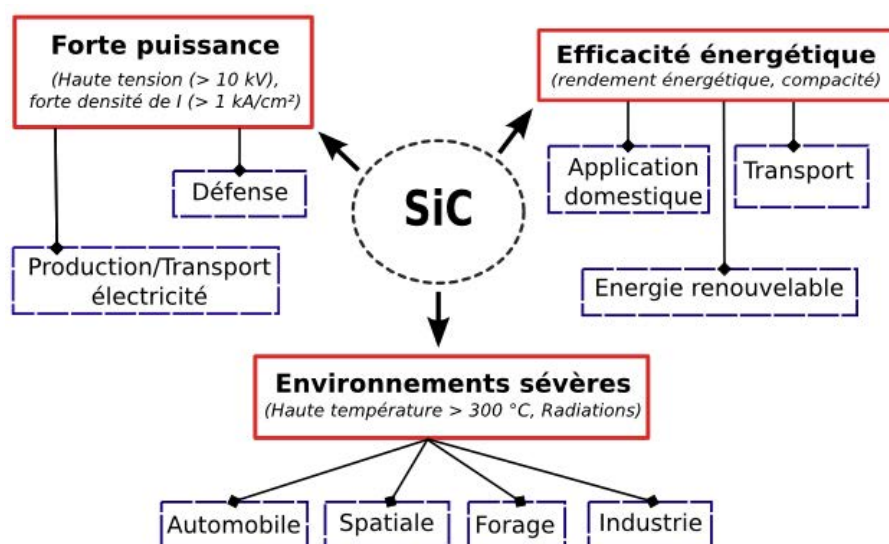 Forte puissance
(Haute tension (> 10 kV),
forte densité de I (> 1 kA/cm²)
Efficacité énergétique
(rendement énergétique, compacité)
SiC
Défense
Production/Transport
électricité
Application
domestique
Transport
Energie renouvelable
Environnements sévères
(Haute température > 300 °C, Radiations)
Automobile
Spatiale
Forage
Industrie